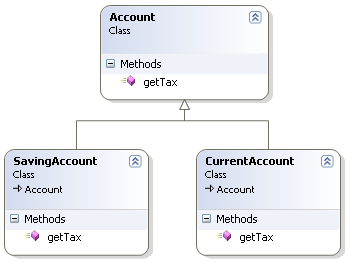 Account
Class
Methods
getTax
SavingAccount
Class
Account
Methods
getTax
CurrentAccount
Class
Account
Methods
getTax